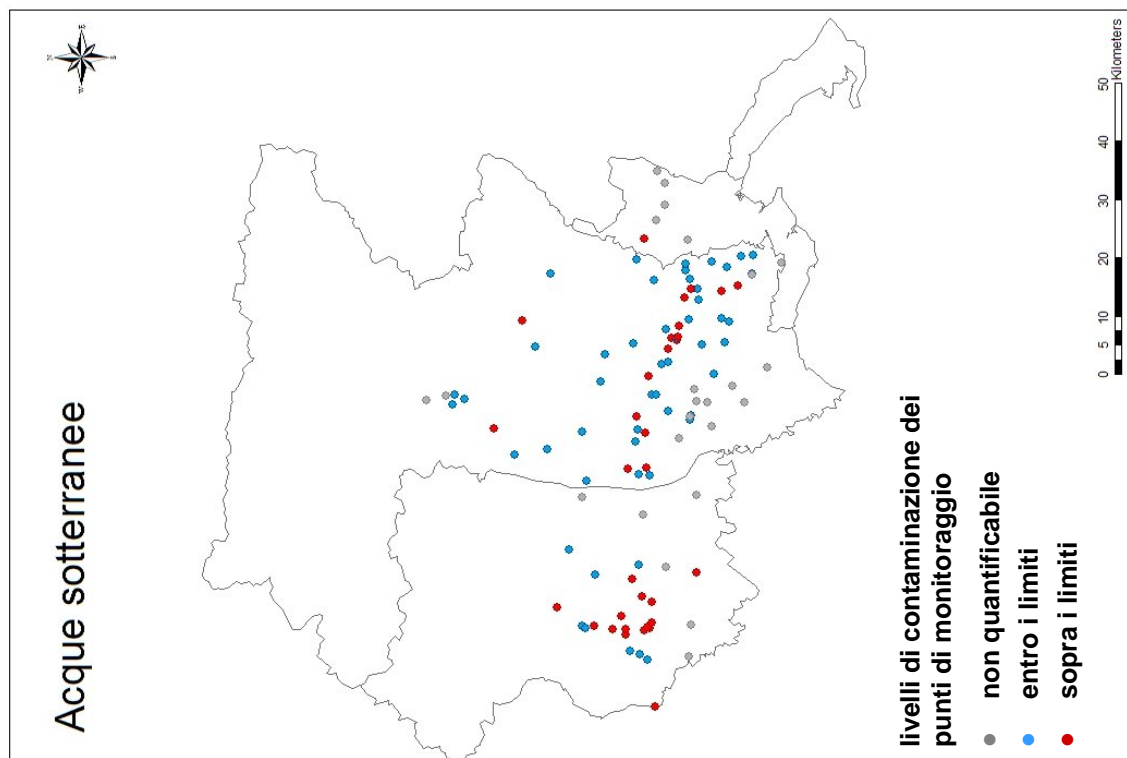 Acque sotterranee
N
E
S
W
livelli di contaminazione dei
punti di monitoraggio
non quantificabile
entro i limiti
sopra i limiti
0 5 10 20 30 40 50
Kilometers